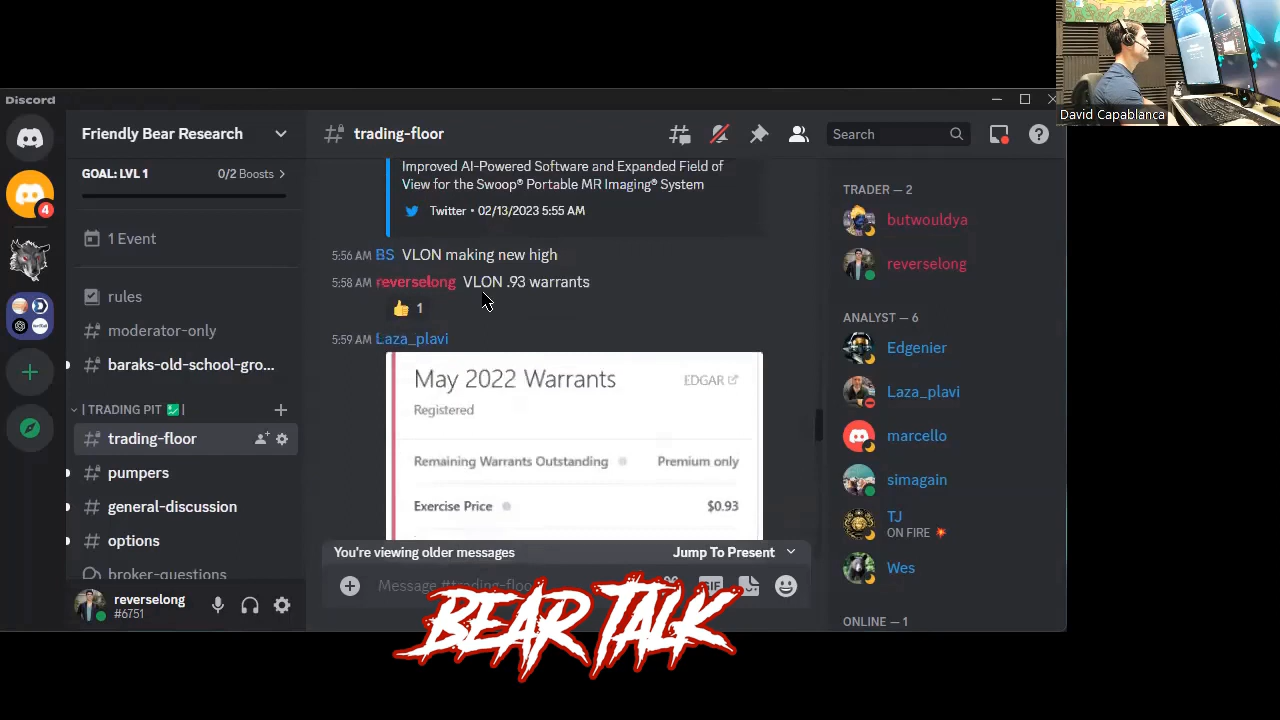 David Capablanca
Discord
Friendly Bear Research
GOAL: LVL 1
0/2 Boosts
1 Event
rules
moderator-only
baraks-old-school-gro...
| TRADING PIT 💹 |
trading-floor
pumpers
general-discussion
options
broker-questions
reverselong
#6751
4
trading-floor
Search
Improved AI-Powered Software and Expanded Field of
View for the Swoop® Portable MR Imaging® System
Twitter • 02/13/2023 5:55 AM
5:56 AM BS VLON making new high
5:58 AM reverselong VLON .93 warrants
👍 1
5:59 AM Laza_plavi
May 2022 Warrants
EDGAR
Registered
Remaining Warrants Outstanding
Premium only
Exercise Price
$0.93
You're viewing older messages
Jump To Present
Message #trading-floo
GIF
BEAR TALK
TRADER — 2
butwouldya
reverselong
ANALYST — 6
Edgenier
Laza_plavi
marcello
simagain
TJ
ON FIRE 💥
Wes
ONLINE — 1